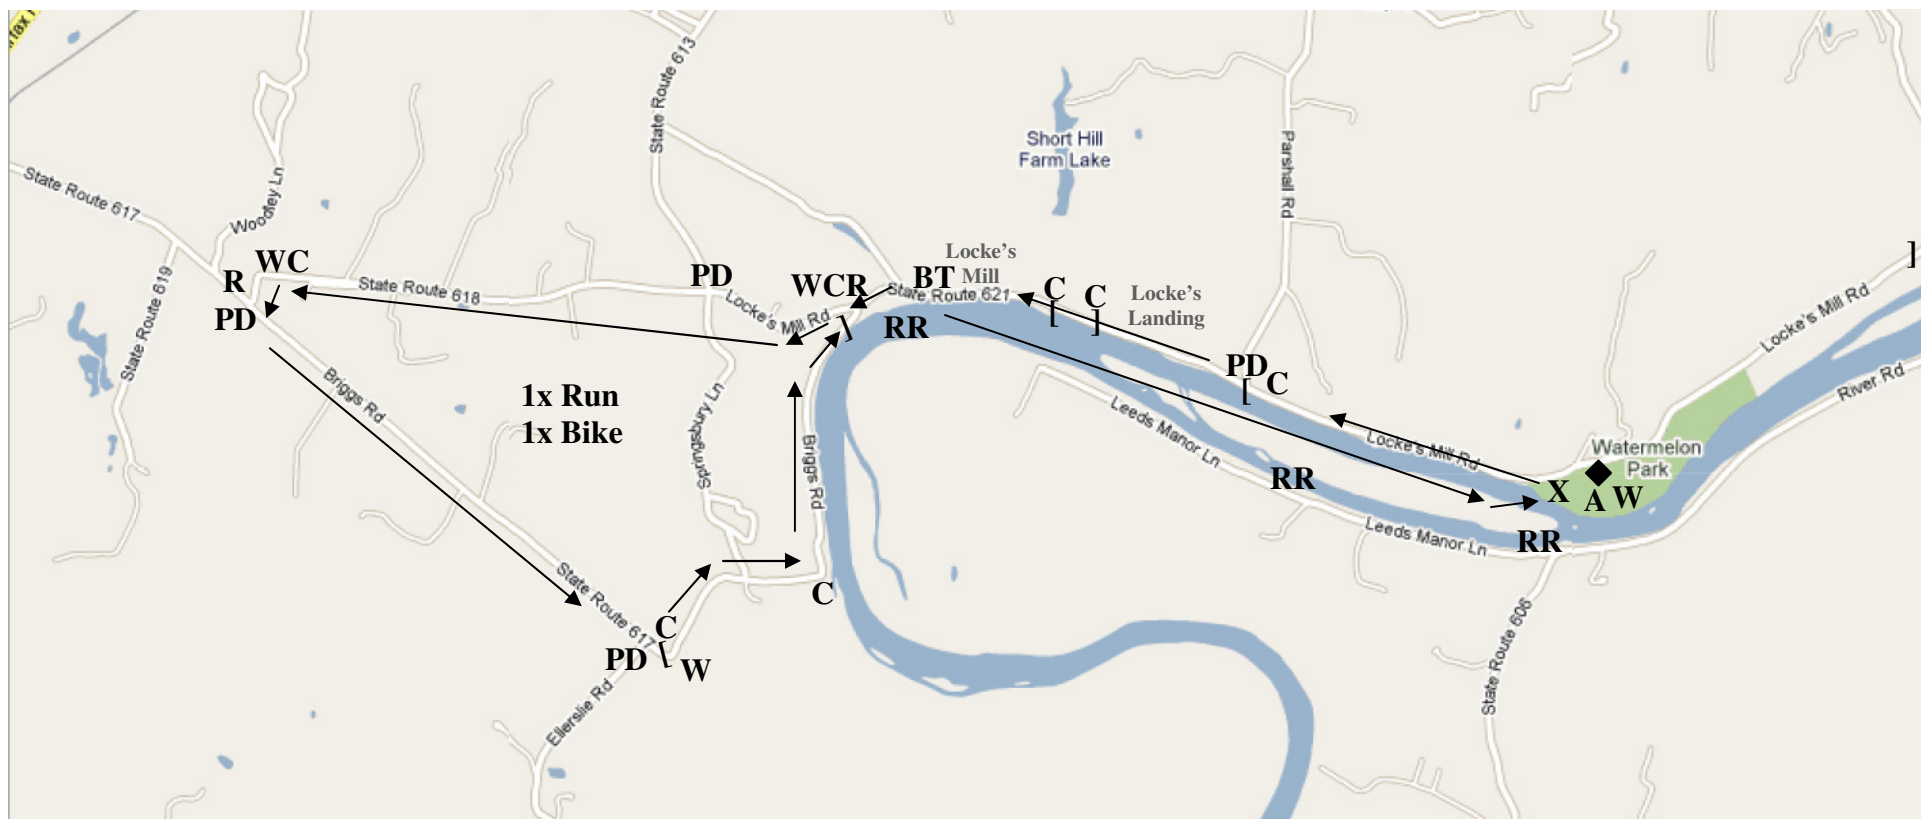 State Route 613
Short Hill
Farm Lake
Parshall Rd
State Route 617
Woodley Ln
State Route 619
WC
R
PD
State Route 618
PD
Locke's Mill Rd
WCR
BT
Locke's
Mill
State Route 621
RR
C
[
C
]
Locke's
Landing
PD
[ C
]
Locke's Mill Rd
River Rd
]
Briggs Rd
1x Run
1x Bike
Springsbury Ln
Briggs Rd
Leeds Manor Ln
RR
Locke's Mill Rd
Watermelon
Park
X
A W
Leeds Manor Ln
RR
State Route 617
C
C
PD
[ W
Ellerslie Rd
State Route 606